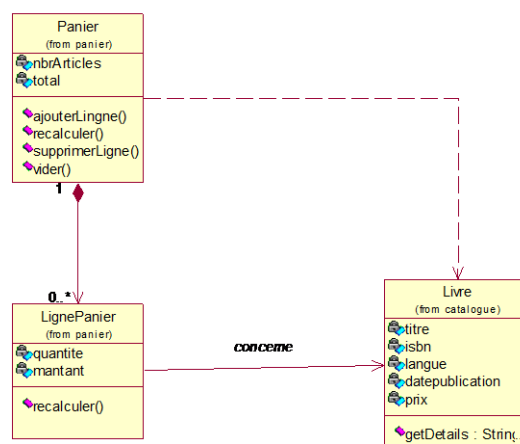 Panier
(from panier)
nbrArticles
total
ajouterLingne()
recalculer()
supprimerLigne()
vider()
1
0..*
LignePanier
(from panier)
quantite
mantant
recalculer()
concerne
Livre
(from catalogue)
titre
isbn
langue
datepublication
prix
getDetails : String